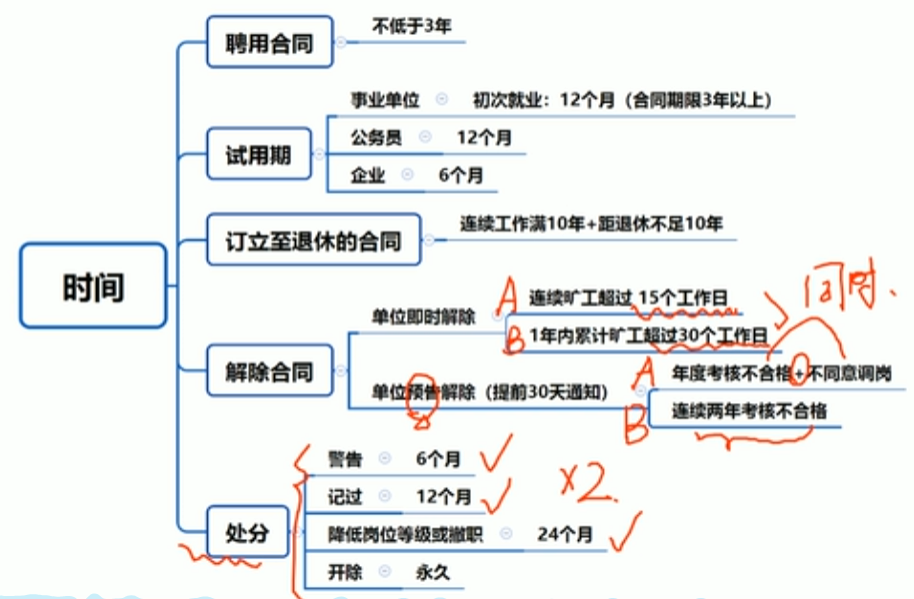 时间
聘用合同
不低于3年
试用期
事业单位 初次就业：12个月（合同期限3年以上）
公务员 12个月
企业 6个月
订立至退休的合同
连续工作满10年+距退休不足10年
解除合同
单位即时解除
A 连续旷工超过 15个工作日
B 1年内累计旷工超过30个工作日
同时.
单位预告解除（提前30天通知）
A 年度考核不合格+不同意调岗
B 连续两年考核不合格
处分
警告 6个月
记过 12个月
×2.
降低岗位等级或撤职 24个月
开除 永久